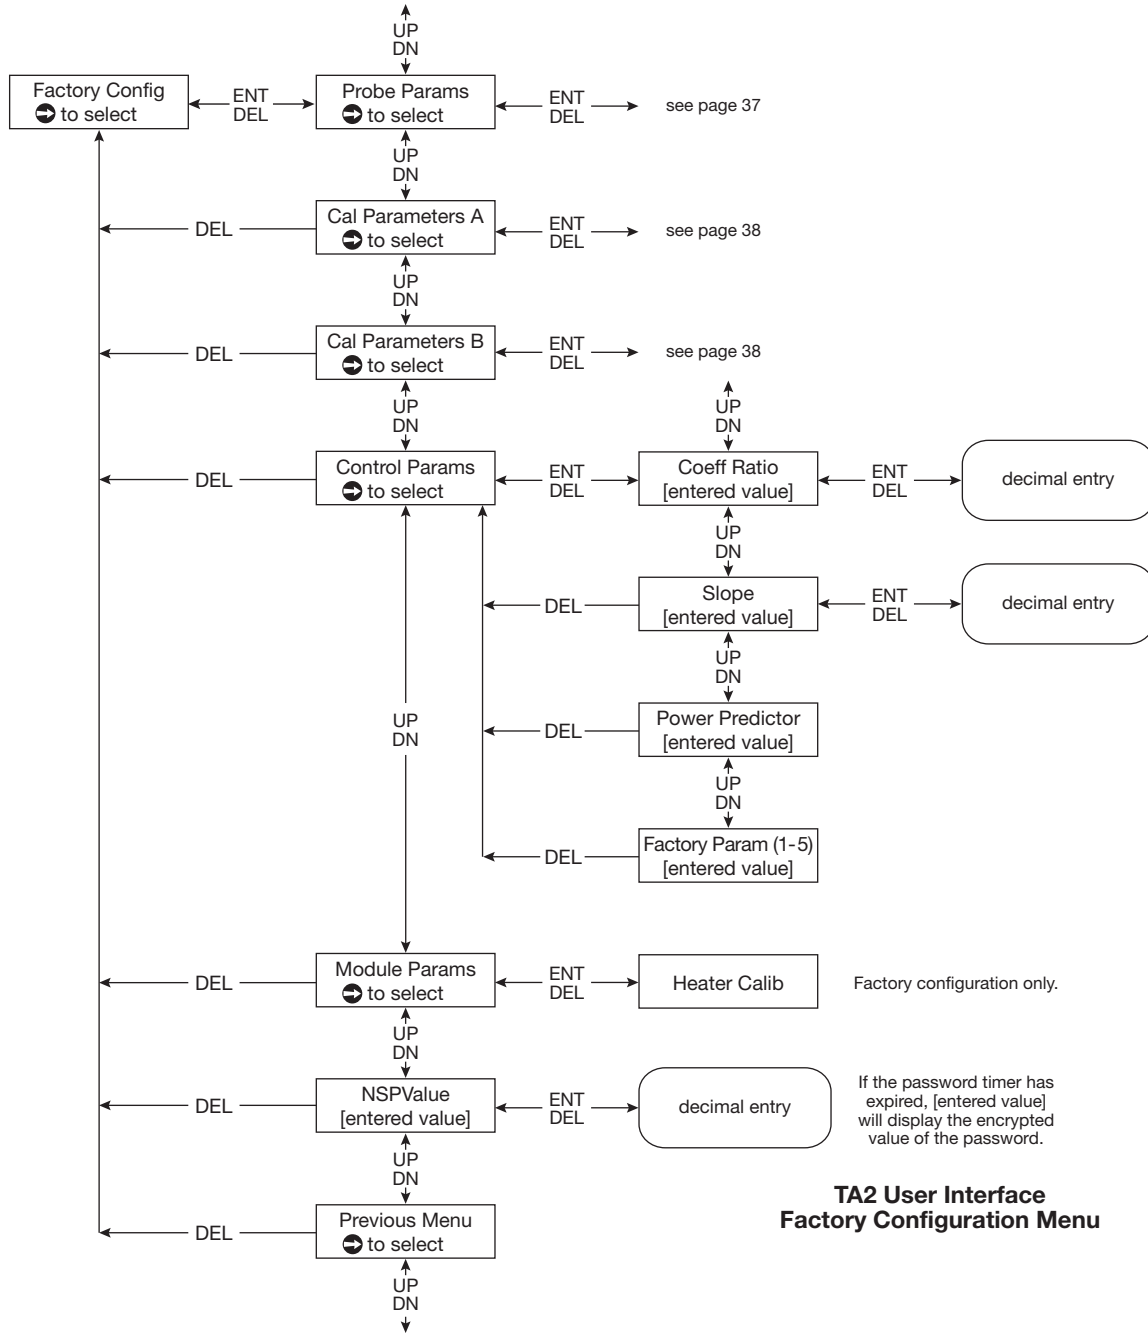 UP
DN
Factory Config
to select
ENT
DEL
Probe Params
to select
ENT
DEL
see page 37
UP
DN
DEL
Cal Parameters A
to select
ENT
DEL
see page 38
UP
DN
DEL
Cal Parameters B
to select
ENT
DEL
see page 38
UP
DN
UP
DN
DEL
Control Params
to select
ENT
DEL
Coeff Ratio
[entered value]
ENT
DEL
decimal entry
UP
DN
DEL
Slope
[entered value]
ENT
DEL
decimal entry
UP
DN
UP
DN
DEL
Power Predictor
[entered value]
UP
DN
DEL
Factory Param (1-5)
[entered value]
DEL
Module Params
to select
ENT
DEL
Heater Calib
Factory configuration only.
UP
DN
DEL
NSPValue
[entered value]
ENT
DEL
decimal entry
If the password timer has
expired, [entered value]
will display the encrypted
value of the password.
UP
DN
DEL
Previous Menu
to select
UP
DN
TA2 User Interface
Factory Configuration Menu